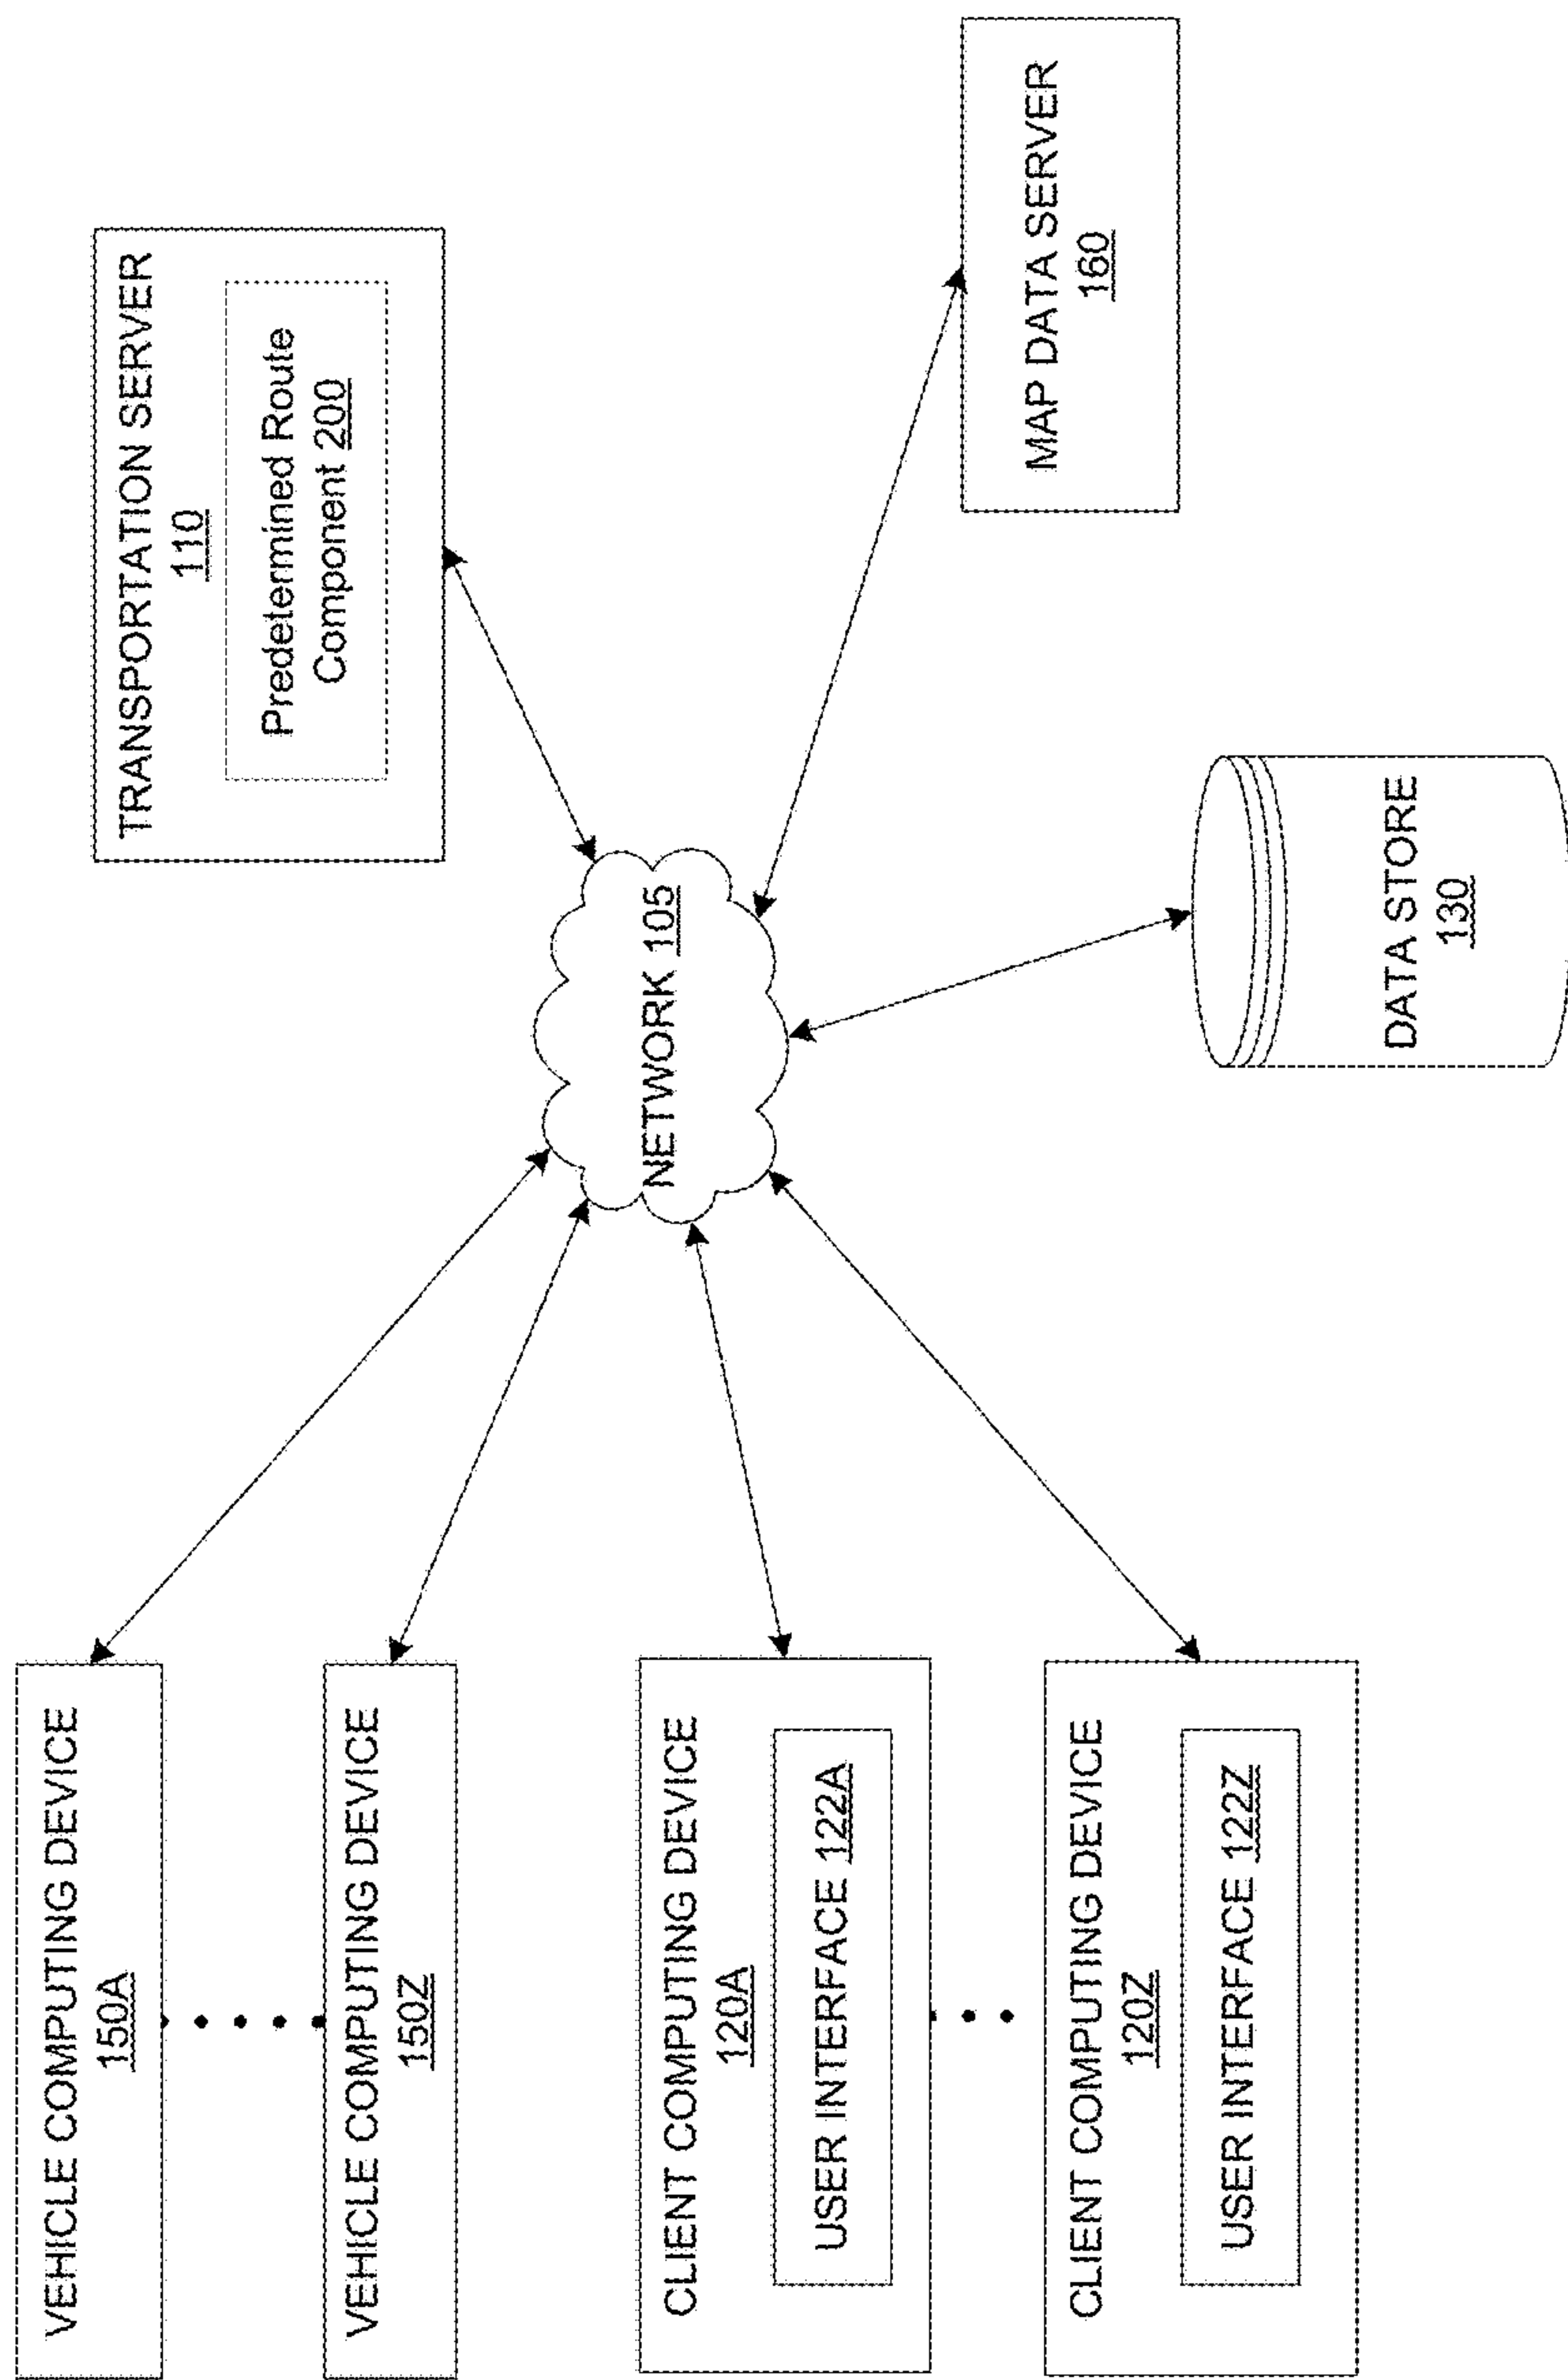 VEHICLE COMPUTING DEVICE
150A
VEHICLE COMPUTING DEVICE
150Z
CLIENT COMPUTING DEVICE
120A
USER INTERFACE 122A
CLIENT COMPUTING DEVICE
120Z
USER INTERFACE 122Z
NETWORK 105
TRANSPORTATION SERVER
110
Predetermined Route
Component 200
MAP DATA SERVER
160
DATA STORE
130